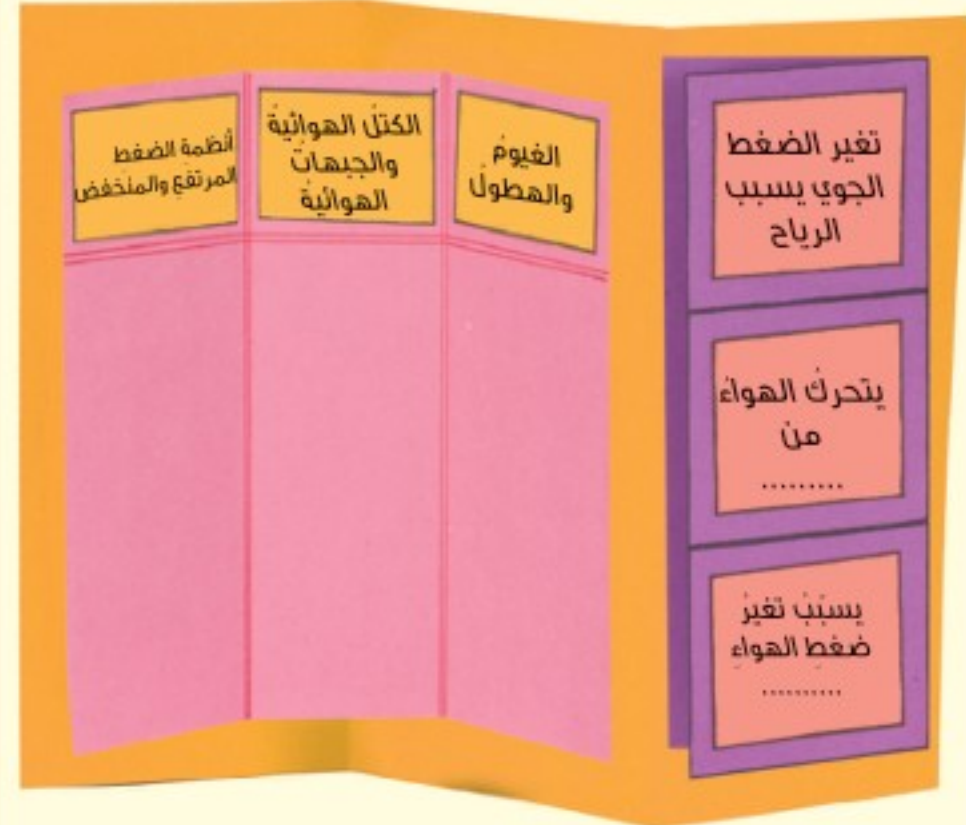 تغير الضغط
الجوي يسبب
الرياح
يتحرك الهواء
من
.........
يسبب تغير
ضغط الهواء
..........
الغيوم
والهطول
الكتل الهوائية
والجبهات
الهوائية
أنظمة الضغط
المرتفع والمنخفض